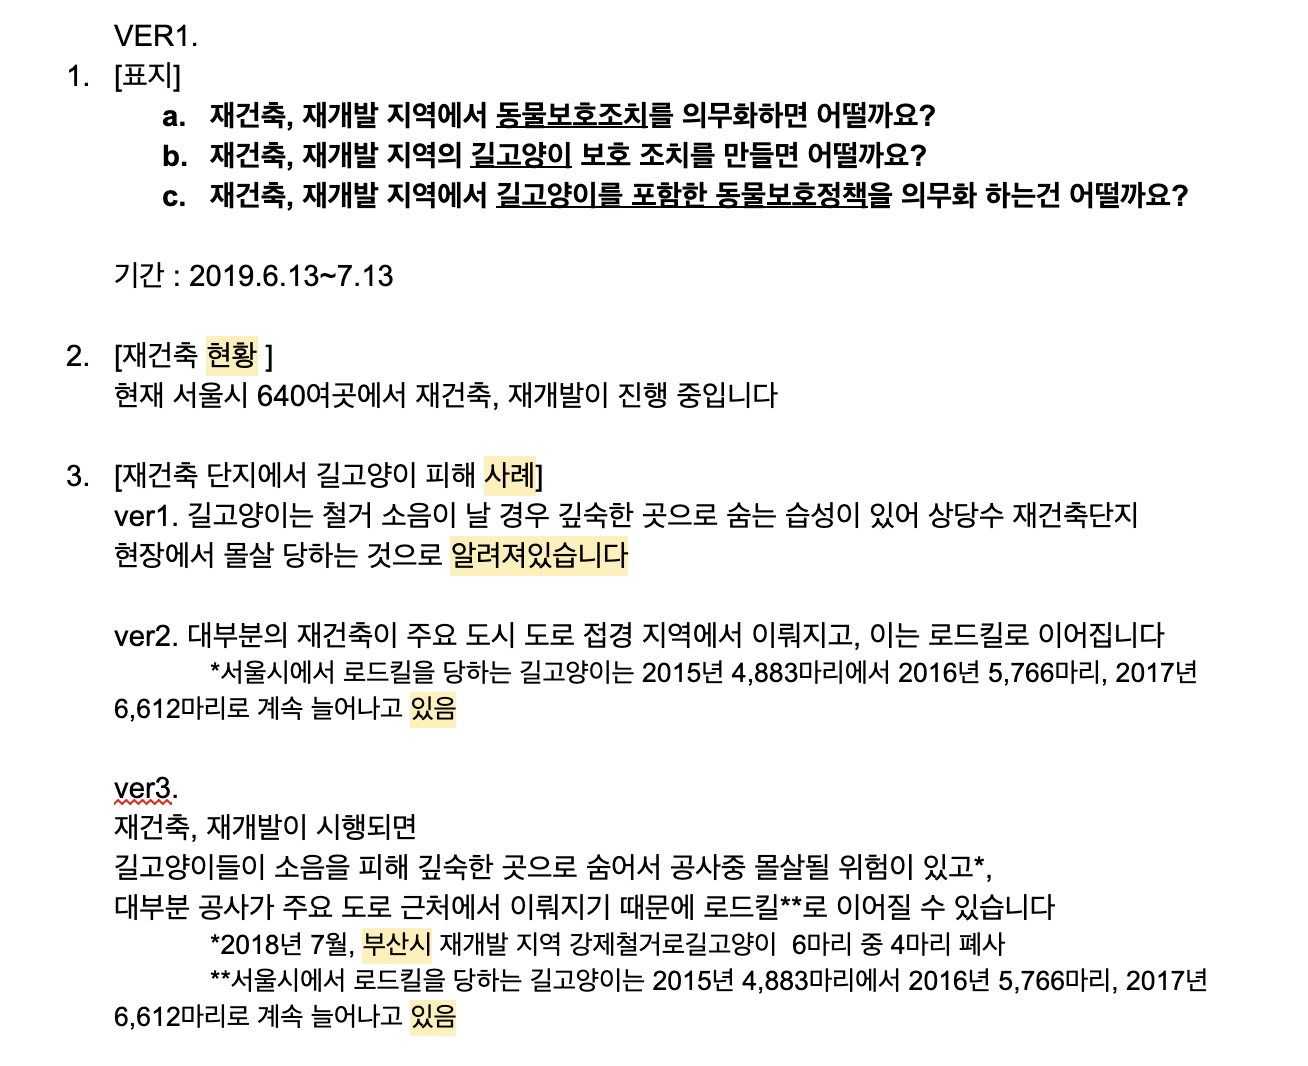 VER1.
1. [표지]
a. 재건축, 재개발 지역에서 동물보호조치를 의무화하면 어떨까요?
b. 재건축, 재개발 지역의 길고양이 보호 조치를 만들면 어떨까요?
c. 재건축, 재개발 지역에서 길고양이를 포함한 동물보호정책을 의무화 하는건 어떨까요?
기간 : 2019.6.13~7.13
2. [재건축 현황 ]
현재 서울시 640여곳에서 재건축, 재개발이 진행 중입니다
3. [재건축 단지에서 길고양이 피해 사례]
ver1. 길고양이는 철거 소음이 날 경우 깊숙한 곳으로 숨는 습성이 있어 상당수 재건축단지
현장에서 몰살 당하는 것으로 알려져있습니다
ver2. 대부분의 재건축이 주요 도시 도로 접경 지역에서 이뤄지고, 이는 로드킬로 이어집니다
*서울시에서 로드킬을 당하는 길고양이는 2015년 4,883마리에서 2016년 5,766마리, 2017년
6,612마리로 계속 늘어나고 있음
ver3.
재건축, 재개발이 시행되면
길고양이들이 소음을 피해 깊숙한 곳으로 숨어서 공사중 몰살될 위험이 있고*,
대부분 공사가 주요 도로 근처에서 이뤄지기 때문에 로드킬**로 이어질 수 있습니다
*2018년 7월, 부산시 재개발 지역 강제철거로길고양이  6마리 중 4마리 폐사
**서울시에서 로드킬을 당하는 길고양이는 2015년 4,883마리에서 2016년 5,766마리, 2017년
6,612마리로 계속 늘어나고 있음